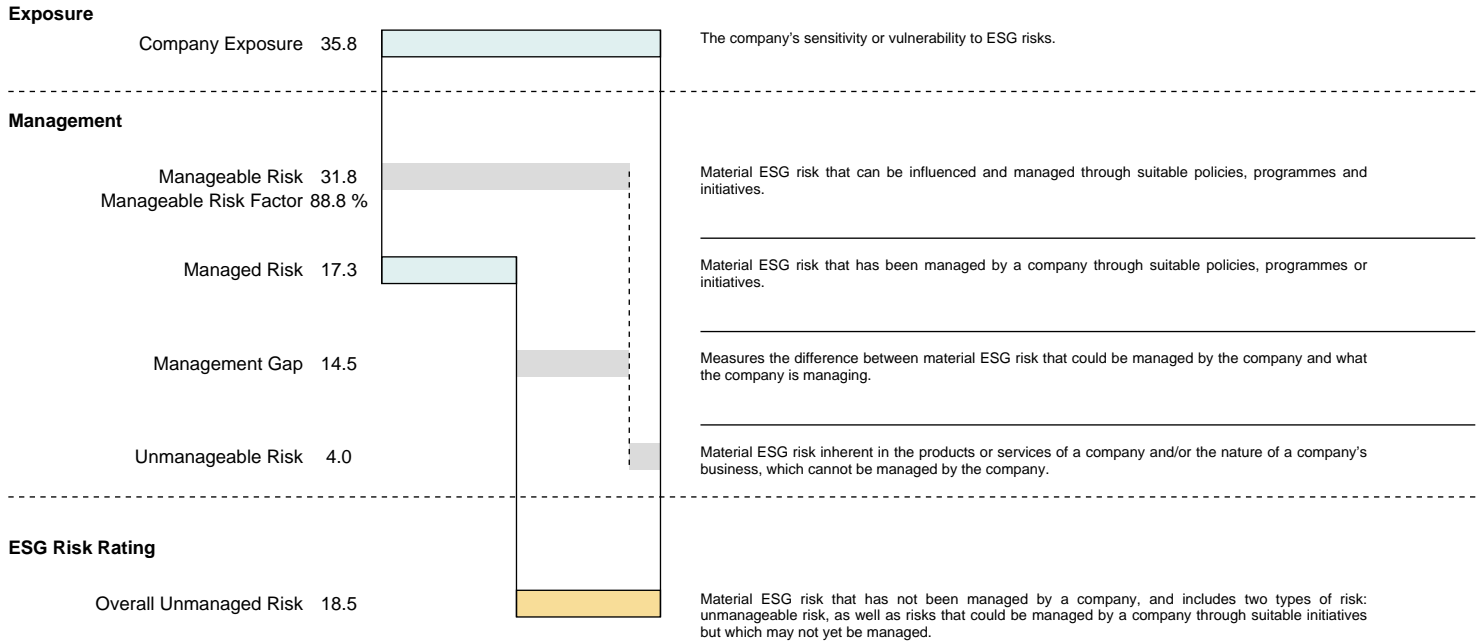 Exposure
Company Exposure 35.8
The company's sensitivity or vulnerability to ESG risks.
Management
Manageable Risk 31.8
Manageable Risk Factor 88.8 %
Material ESG risk that can be influenced and managed through suitable policies, programmes and
initiatives.
Managed Risk 17.3
Material ESG risk that has been managed by a company through suitable policies, programmes or
initiatives.
Management Gap 14.5
Measures the difference between material ESG risk that could be managed by the company and what
the company is managing.
Unmanageable Risk 4.0
Material ESG risk inherent in the products or services of a company and/or the nature of a company's
business, which cannot be managed by the company.
ESG Risk Rating
Overall Unmanaged Risk 18.5
Material ESG risk that has not been managed by a company, and includes two types of risk:
unmanageable risk, as well as risks that could be managed by a company through suitable initiatives
but which may not yet be managed.